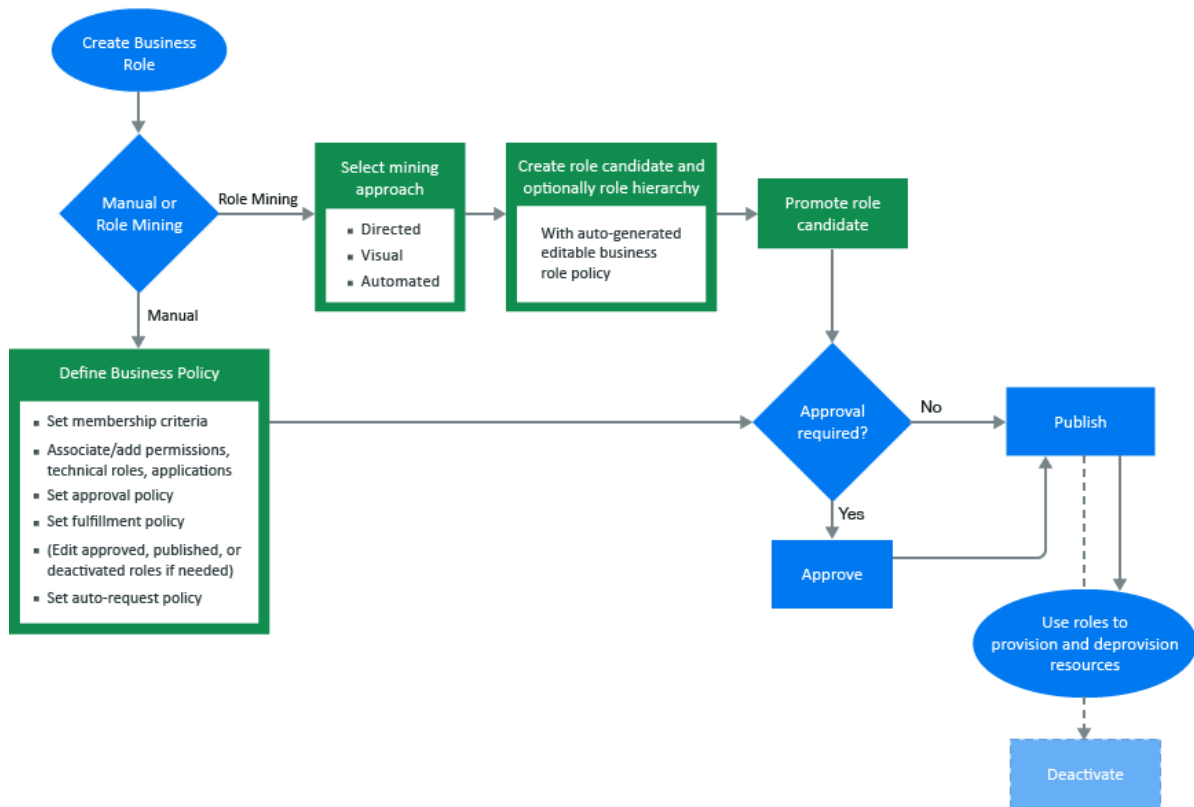 Create Business
Role
Manual or
Role Mining
Role Mining
Select mining
approach
▪ Directed
▪ Visual
▪ Automated
Create role candidate and
optionally role hierarchy
With auto-generated
editable business
role policy
Promote role
candidate
Manual
Define Business Policy
▪ Set membership criteria
▪ Associate/add permissions,
technical roles, applications
▪ Set approval policy
▪ Set fulfillment policy
▪ (Edit approved, published, or
deactivated roles if needed)
▪ Set auto-request policy
Approval
required?
No
Publish
Yes
Approve
Use roles to
provision and deprovision
resources
Deactivate